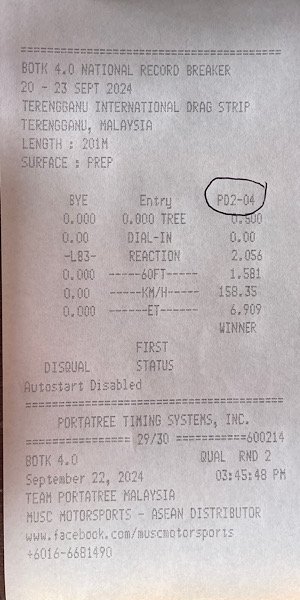 ==============================
BOTK 4.0 NATIONAL RECORD BREAKER
20 - 23 SEPT 2024
TERENGGANU INTERNATIONAL DRAG STRIP
TERENGGANU, MALAYSIA
LENGTH : 201M
SURFACE : PREP
BYE Entry PD2-04
0.000 0.000 TREE 0.500
0.00 DIAL-IN 0.00
-LB3- REACTION 2.056
0.000 -----60FT----- 1.581
0.00 ------KM/H----- 158.35
0.000 ------ET------ 6.909
WINNER
FIRST
DISQUAL STATUS
Autostart Disabled
==============================
PORTATREE TIMING SYSTEMS, INC.
============ 29/30 ===========600214
BOTK 4.0 QUAL RND 2
September 22, 2024 03:45:48 PM
TEAM PORTATREE MALAYSIA
MUSC MOTORSPORTS - ASEAN DISTRIBUTOR
www.facebook.com/muscmotorsports
+6016-6681490